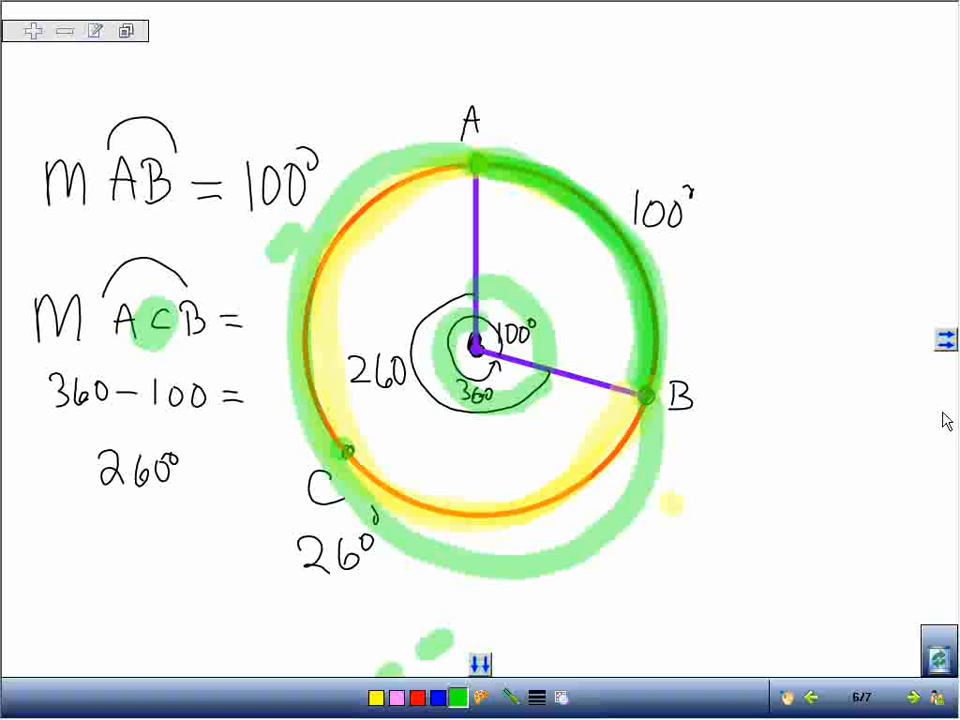 A
m AB = 100°
100°
m ACB =
100°
260
360
360 - 100 =
B
260°
C
260°
6/7